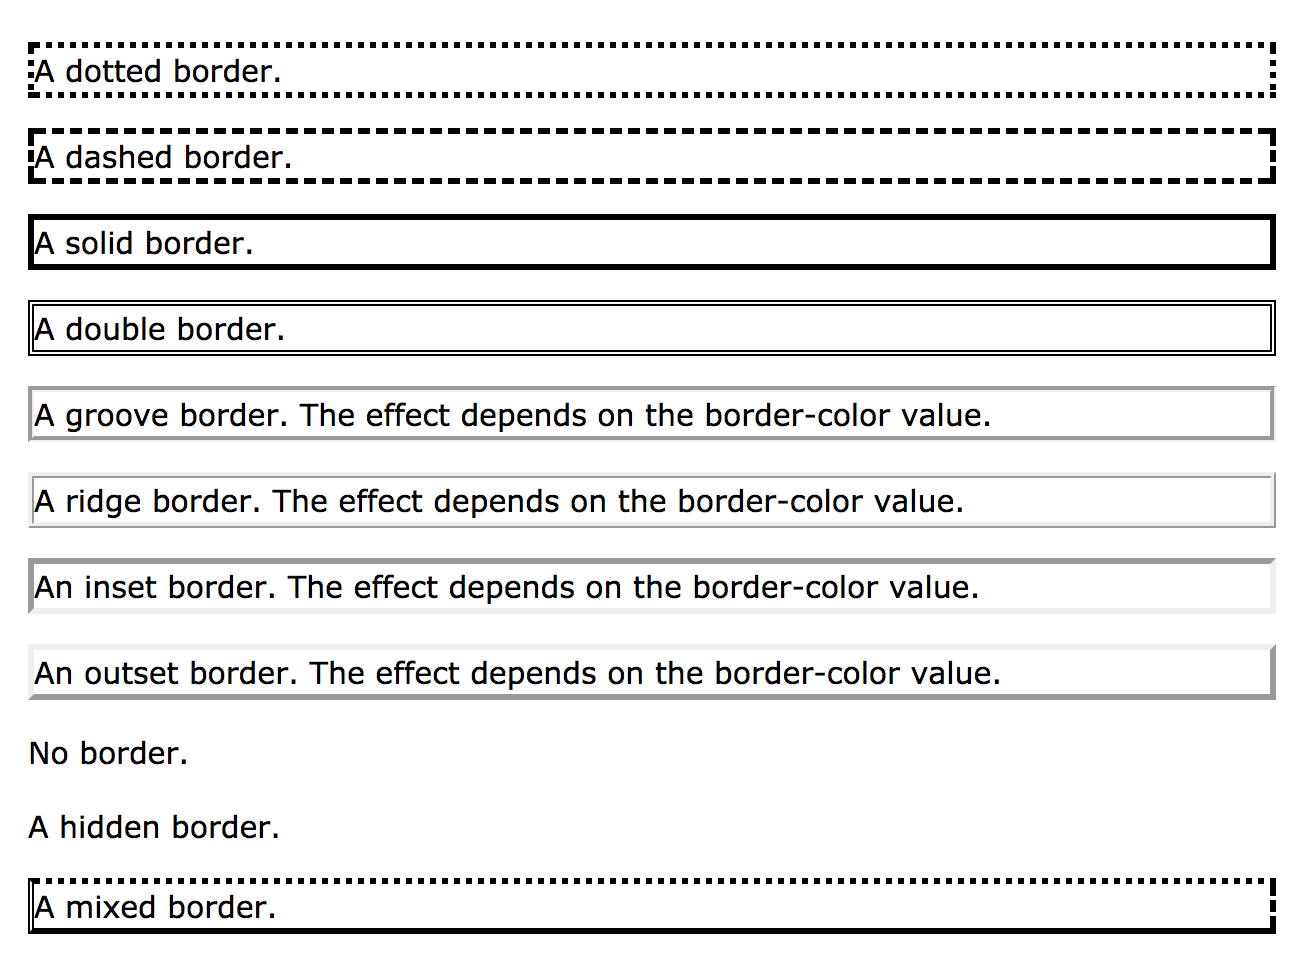 A dotted border.
A dashed border.
A solid border.
A double border.
A groove border. The effect depends on the border-color value.
A ridge border. The effect depends on the border-color value.
An inset border. The effect depends on the border-color value.
An outset border. The effect depends on the border-color value.
No border.
A hidden border.
A mixed border.